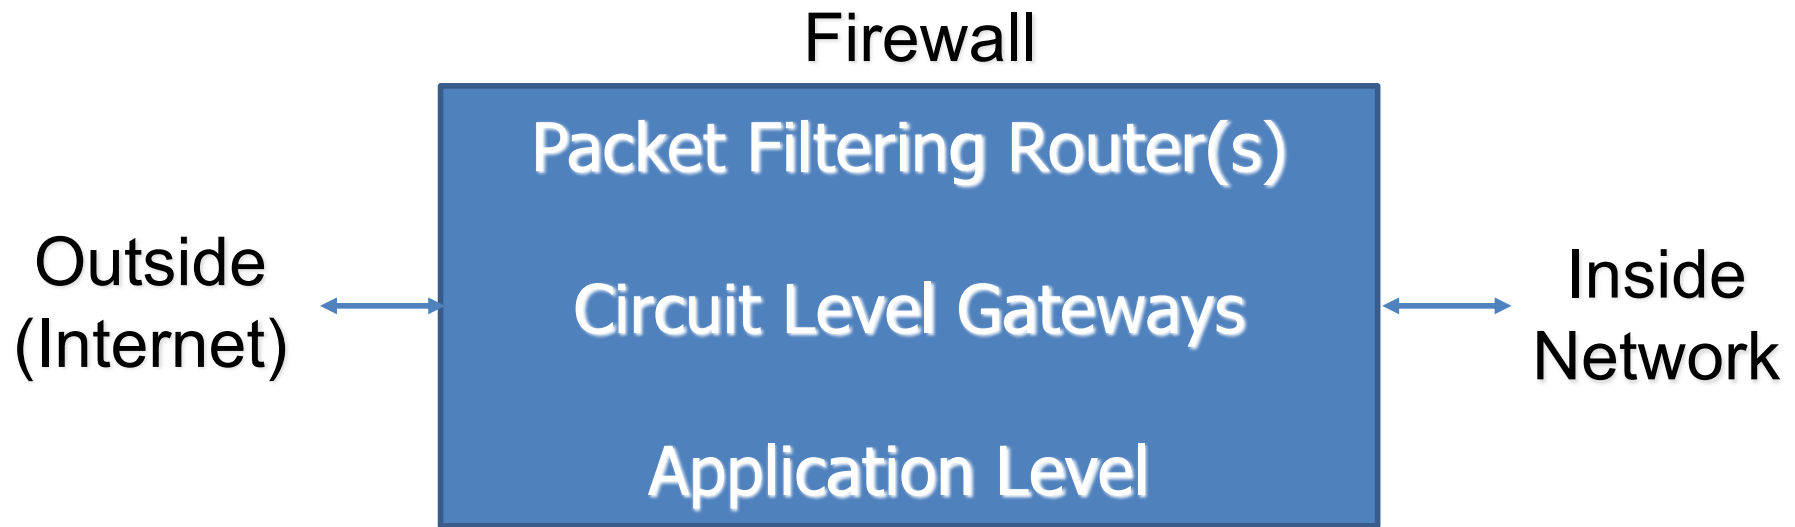 Firewall
Packet Filtering Router(s)
Outside
(Internet)
Circuit Level Gateways
Inside
Network
Application Level